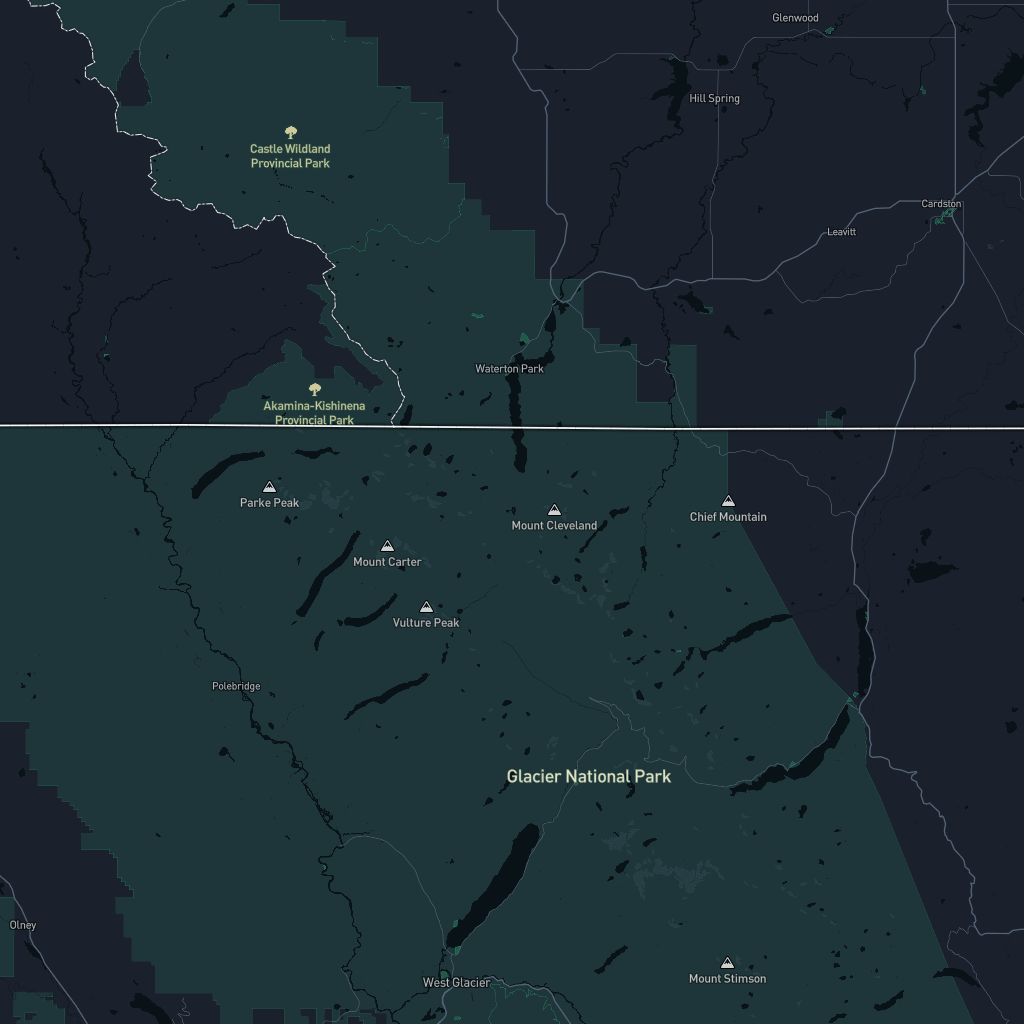 Glenwood
Hill Spring
Castle Wildland
Provincial Park
Cardston
Leavitt
Waterton Park
Akamina-Kishinena
Provincial Park
Parke Peak
Mount Cleveland
Chief Mountain
Mount Carter
Vulture Peak
Polebridge
Glacier National Park
Olney
West Glacier
Mount Stimson